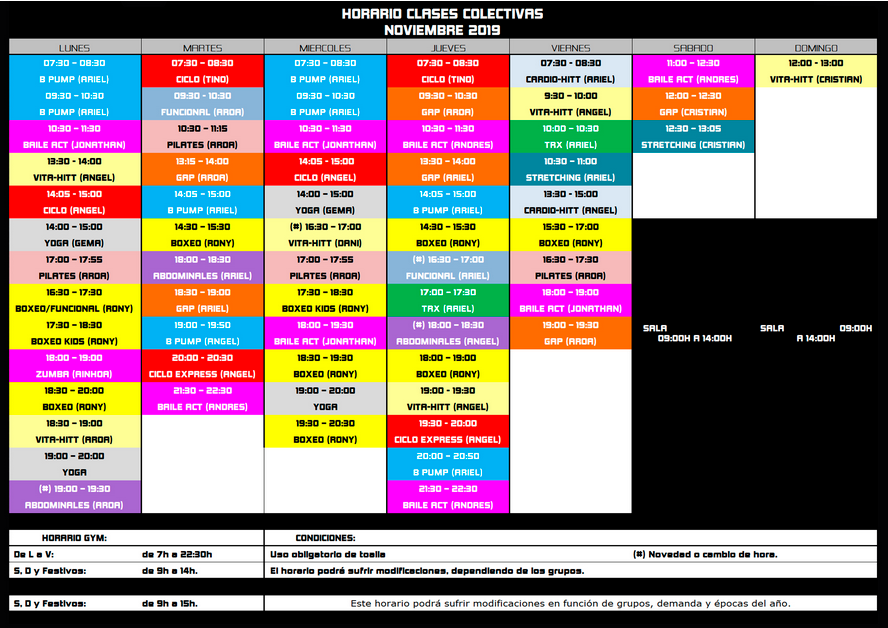 HORARIO CLASES COLECTIVAS
NOVIEMBRE 2019
LUNES
07:30 – 08:30
B PUMP (ARIEL)
09:30 – 10:30
B PUMP (ARIEL)
10:30 – 11:30
BAILE ACT (JONATHAN)
13:30 - 14:00
VITA-HITT (ANGEL)
14:05 - 15:00
CICLO (ANGEL)
14:00 – 15:00
YOGA (GEMA)
17:00 – 17:55
PILATES (AROA)
16:30 – 17:30
BOXEO/FUNCIONAL (RONY)
17:30 – 18:30
BOXEO KIDS (RONY)
18:00 – 19:00
ZUMBA (AINHOA)
18:30 – 20:00
BOXEO (RONY)
18:30 – 19:00
VITA-HITT (AROA)
19:00 – 20:00
YOGA
(#) 19:00 – 19:30
ABDOMINALES (AROA)
MARTES
07:30 – 08:30
CICLO (TINO)
09:30 – 10:30
FUNCIONAL (AROA)
10:30 – 11:15
PILATES (AROA)
13:15 – 14:00
GAP (AROA)
14:05 – 15:00
B PUMP (ARIEL)
14:30 – 15:30
BOXEO (RONY)
18:00 – 18:30
ABDOMINALES (ARIEL)
18:30 – 19:00
GAP (ARIEL)
19:00 – 19:50
B PUMP (ANGEL)
20:00 - 20:30
CICLO EXPRESS (ANGEL)
21:30 – 22:30
BAILE ACT (ANDRES)
MIERCOLES
07:30 – 08:30
B PUMP (ARIEL)
09:30 – 10:30
B PUMP (ARIEL)
10:30 – 11:30
BAILE ACT (JONATHAN)
14:05 – 15:00
CICLO (ANGEL)
14:00 – 15:00
YOGA (GEMA)
(#) 16:30 – 17:00
VITA-HITT (DANI)
17:00 – 17:55
PILATES (AROA)
17:30 – 18:30
BOXEO KIDS (RONY)
18:00 – 19:00
BAILE ACT (JONATHAN)
18:30 – 19:30
BOXEO (RONY)
19:00 – 20:00
YOGA
19:30 – 20:30
BOXEO (RONY)
JUEVES
07:30 – 08:30
CICLO (TINO)
09:30 – 10:30
GAP (AROA)
10:30 – 11:30
BAILE ACT (ANDRES)
13:30 – 14:00
GAP (ARIEL)
14:05 – 15:00
B PUMP (ARIEL)
14:30 – 15:30
BOXEO (RONY)
(#) 16:30 – 17:00
FUNCIONAL (ARIEL)
17:00 – 17:30
TRX (ARIEL)
(#) 18:00 – 18:30
ABDOMINALES (ANGEL)
18:00 – 19:00
BOXEO (RONY)
19:00 - 19:30
VITA-HITT (ANGEL)
19:30 - 20:00
CICLO EXPRESS (ANGEL)
20:00 – 20:50
B PUMP (ARIEL)
21:30 – 22:30
BAILE ACT (ANDRES)
VIERNES
07:30 – 08:30
CARDIO-HITT (ARIEL)
9:30 – 10:00
VITA-HITT (ANGEL)
10:00 – 10:30
TRX (ARIEL)
10:30 – 11:00
STRETCHING (ARIEL)
13:30 – 15:00
CARDIO-HITT (ANGEL)
15:30 – 17:00
BOXEO (RONY)
16:30 – 17:30
PILATES (AROA)
18:00 – 19:00
BAILE ACT (JONATHAN)
19:00 – 19:30
GAP (AROA)
SABADO
11:00 – 12:30
BAILE ACT (ANDRES)
12:00 – 12:30
GAP (CRISTIAN)
12:30 – 13:05
STRETCHING (CRISTIAN)
SALA
09:00H A 14:00H
DOMINGO
12:00 - 13:00
VITA-HITT (CRISTIAN)
SALA 09:00H
A 14:00H
HORARIO GYM: CONDICIONES:
De L a V: de 7h a 22:30h Uso obligatorio de toalla (#) Novedad o cambio de hora.
S, D y Festivos: de 9h a 14h. El horario podrá sufrir modificaciones, dependiendo de los grupos.
S, D y Festivos: de 9h a 15h. Este horario podrá sufrir modificaciones en función de grupos, demanda y épocas del año.